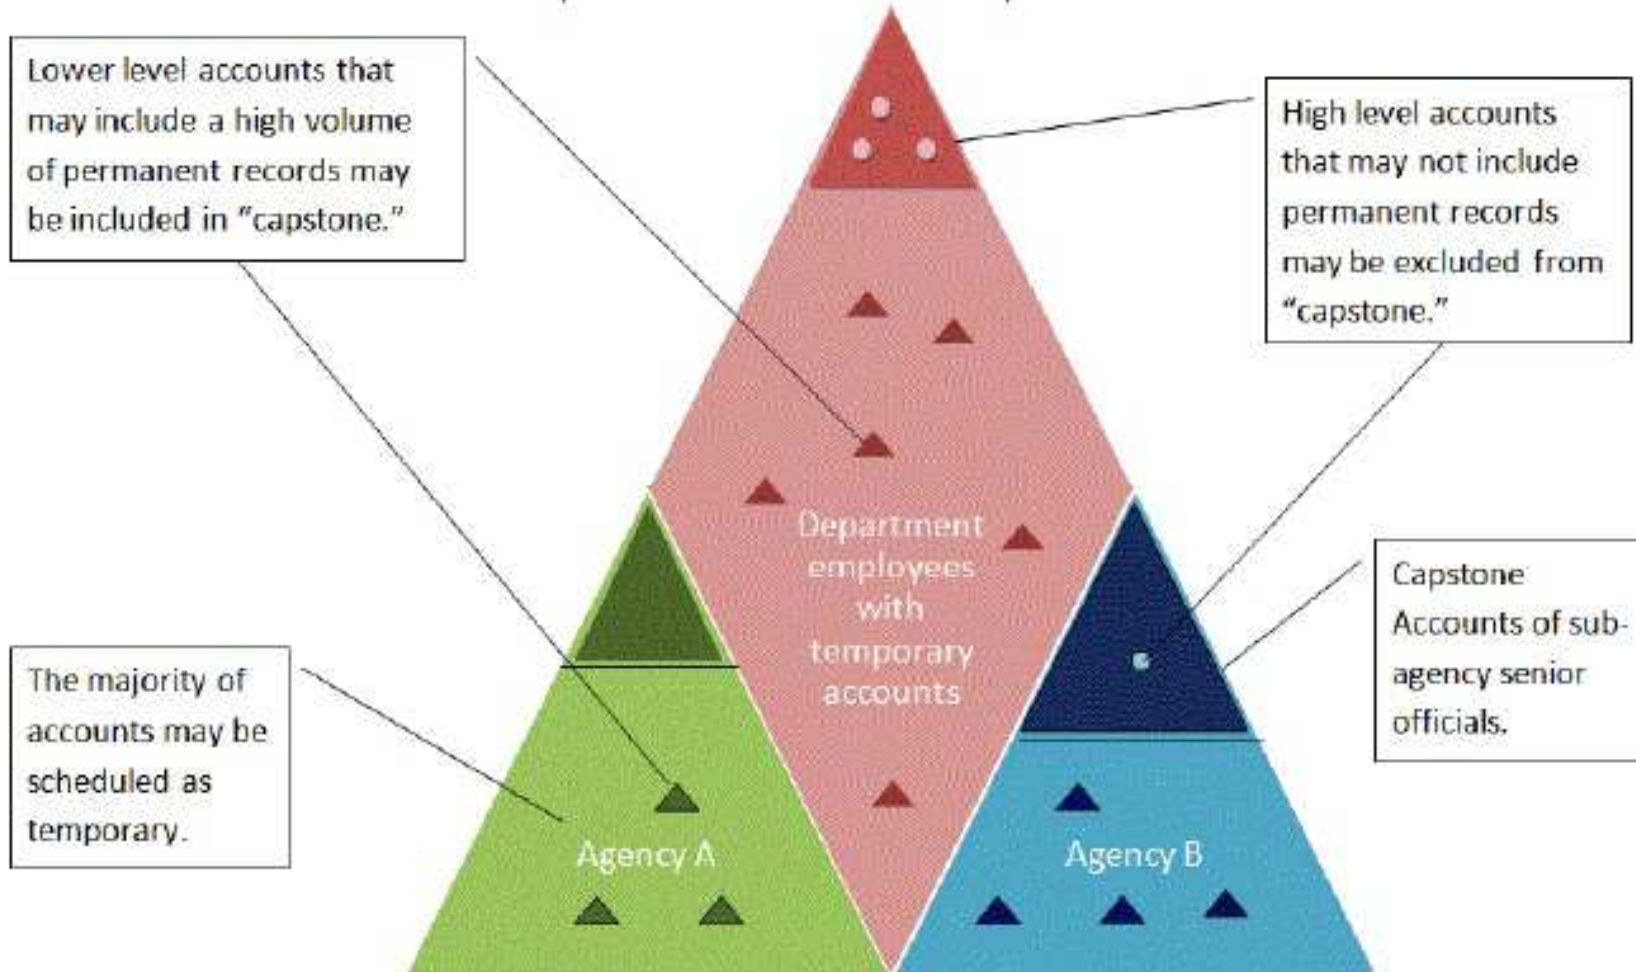 Lower level accounts that
may include a high volume
of permanent records may
be included in “capstone.”
High level accounts
that may not include
permanent records
may be excluded from
“capstone.”
Department
employees
with
temporary
accounts
Capstone
Accounts of sub-
agency senior
officials.
The majority of
accounts may be
scheduled as
temporary.
Agency A
Agency B